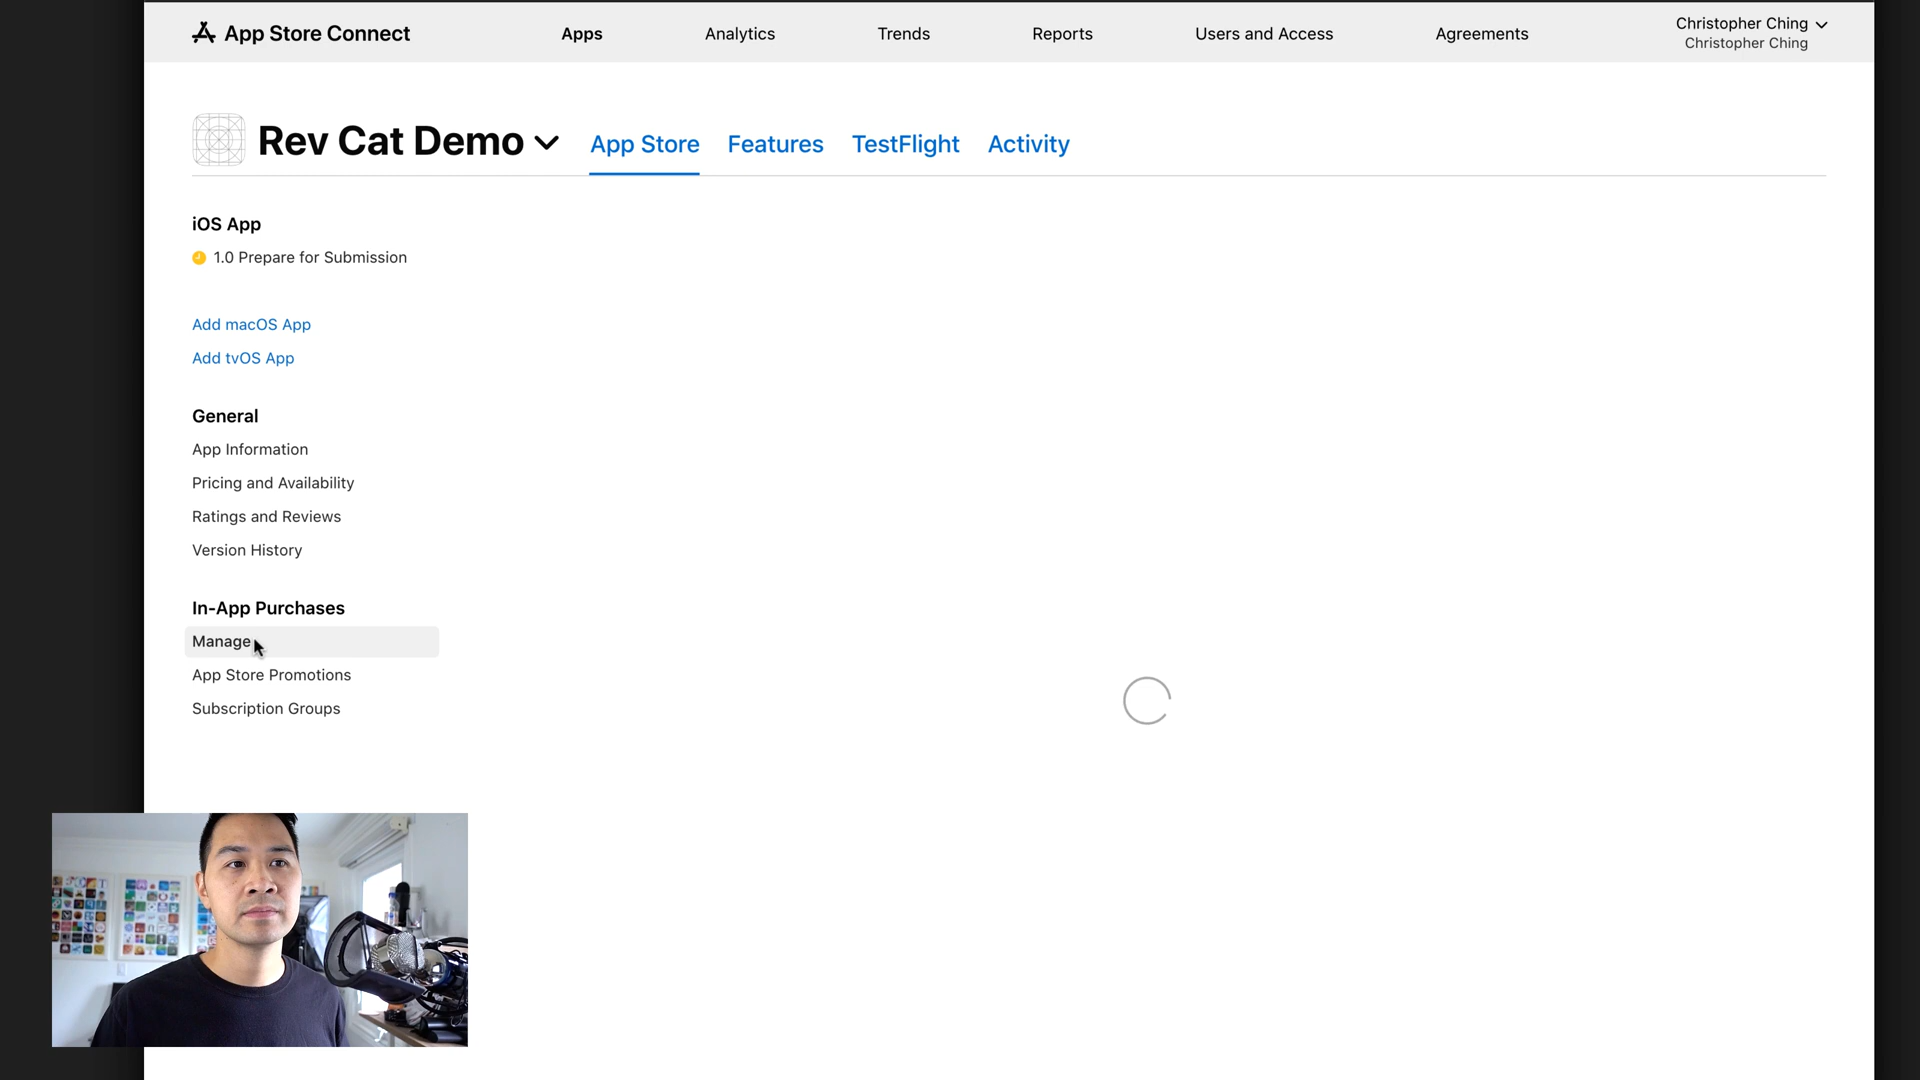 App Store Connect
Apps
Analytics
Trends
Reports
Users and Access
Agreements
Christopher Ching
Christopher Ching
Rev Cat Demo
App Store
Features
TestFlight
Activity
iOS App
1.0 Prepare for Submission
Add macOS App
Add tvOS App
General
App Information
Pricing and Availability
Ratings and Reviews
Version History
In-App Purchases
Manage
App Store Promotions
Subscription Groups